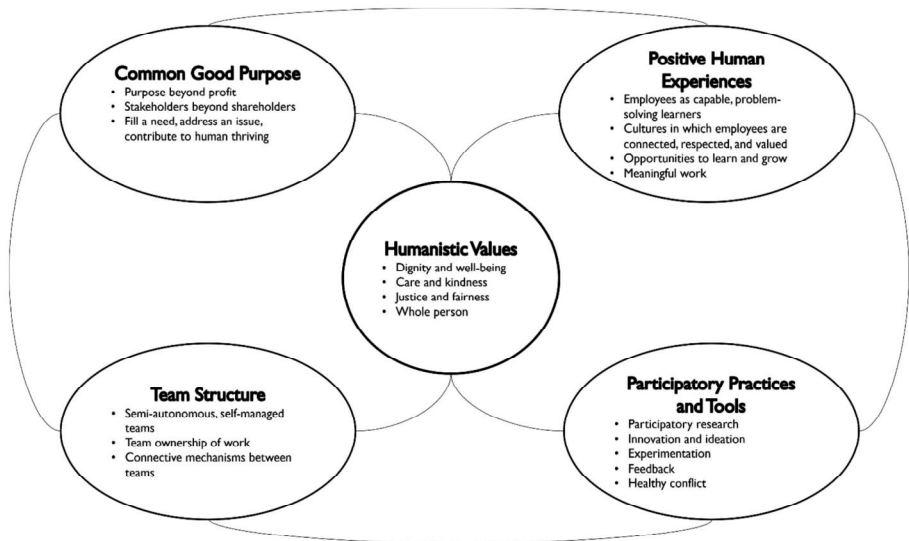 Common Good Purpose
• Purpose beyond profit
• Stakeholders beyond shareholders
• Fill a need, address an issue,
contribute to human thriving
Positive Human
Experiences
• Employees as capable, problem-
solving learners
• Cultures in which employees are
connected, respected, and valued
• Opportunities to learn and grow
• Meaningful work
Humanistic Values
• Dignity and well-being
• Care and kindness
• Justice and fairness
• Whole person
Team Structure
• Semi-autonomous, self-managed
teams
• Team ownership of work
• Connective mechanisms between
teams
Participatory Practices
and Tools
• Participatory research
• Innovation and ideation
• Experimentation
• Feedback
• Healthy conflict